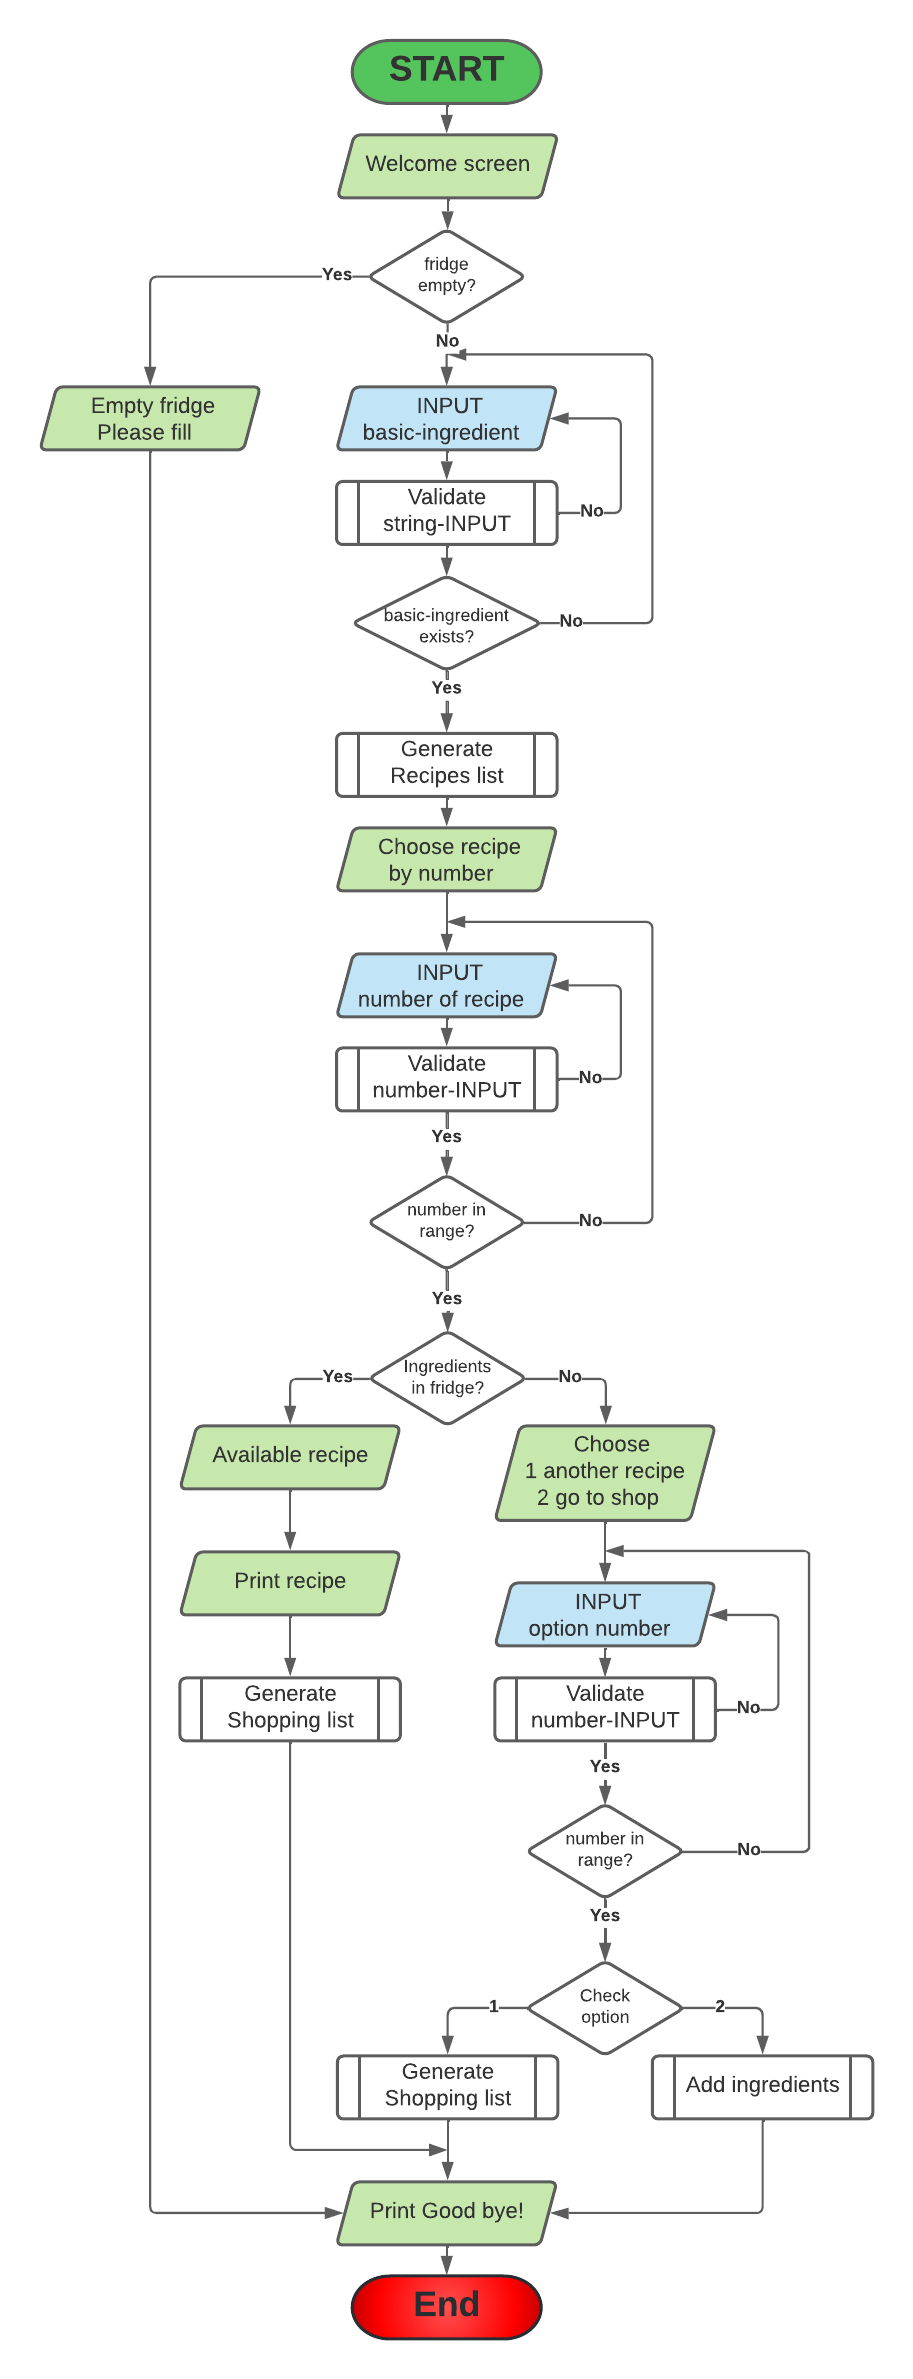 START
Welcome screen
fridge
empty?
Yes
No
Empty fridge
Please fill
INPUT
basic-ingredient
Validate
string-INPUT
No
basic-ingredient
exists?
No
Yes
Generate
Recipes list
Choose recipe
by number
INPUT
number of recipe
Validate
number-INPUT
No
Yes
number in
range?
No
Yes
Ingredients
in fridge?
Yes
No
Available recipe
Choose
1 another recipe
2 go to shop
Print recipe
INPUT
option number
Generate
Shopping list
Validate
number-INPUT
No
Yes
number in
range?
No
Yes
Check
option
1
2
Generate
Shopping list
Add ingredients
Print Good bye!
End